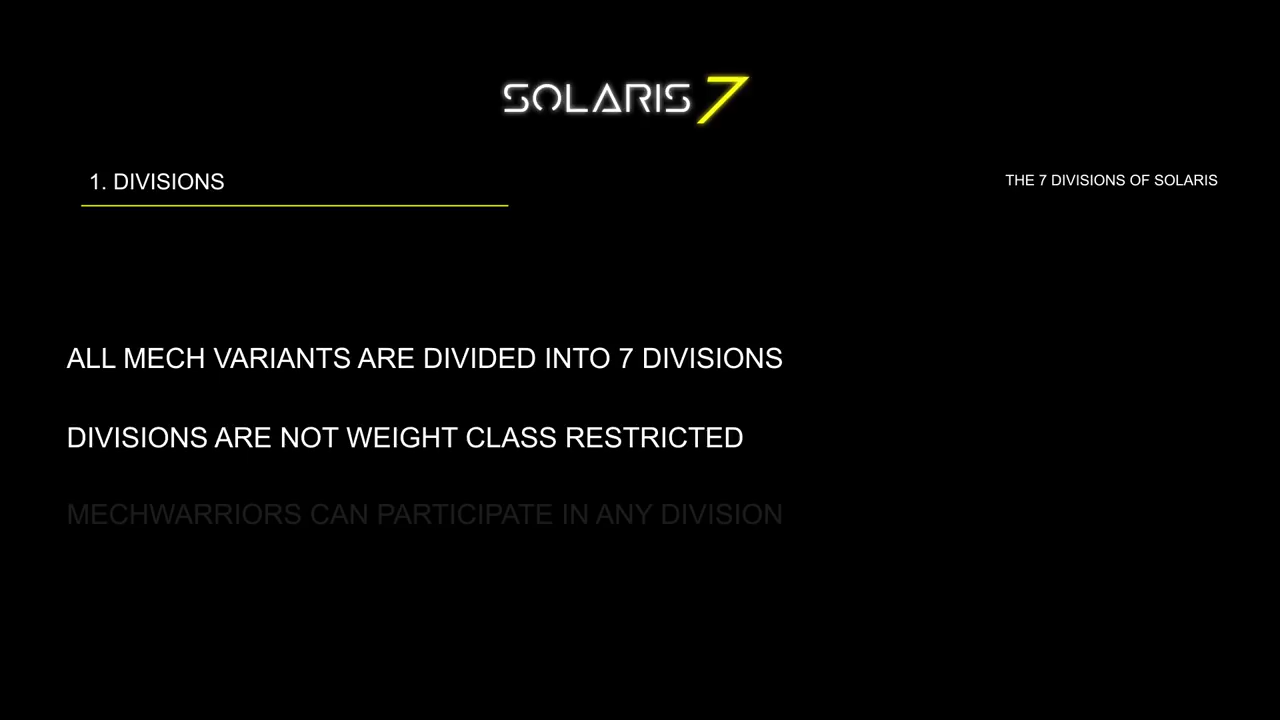 SOLARIS 7
1. DIVISIONS
THE 7 DIVISIONS OF SOLARIS
ALL MECH VARIANTS ARE DIVIDED INTO 7 DIVISIONS
DIVISIONS ARE NOT WEIGHT CLASS RESTRICTED
MECHWARRIORS CAN PARTICIPATE IN ANY DIVISION